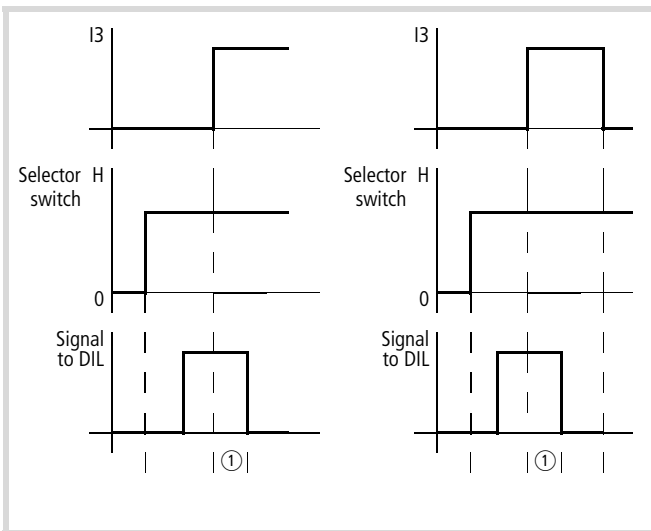 I3
Selector H
switch
0
Signal
to DIL
①
I3
Selector H
switch
0
Signal
to DIL
①